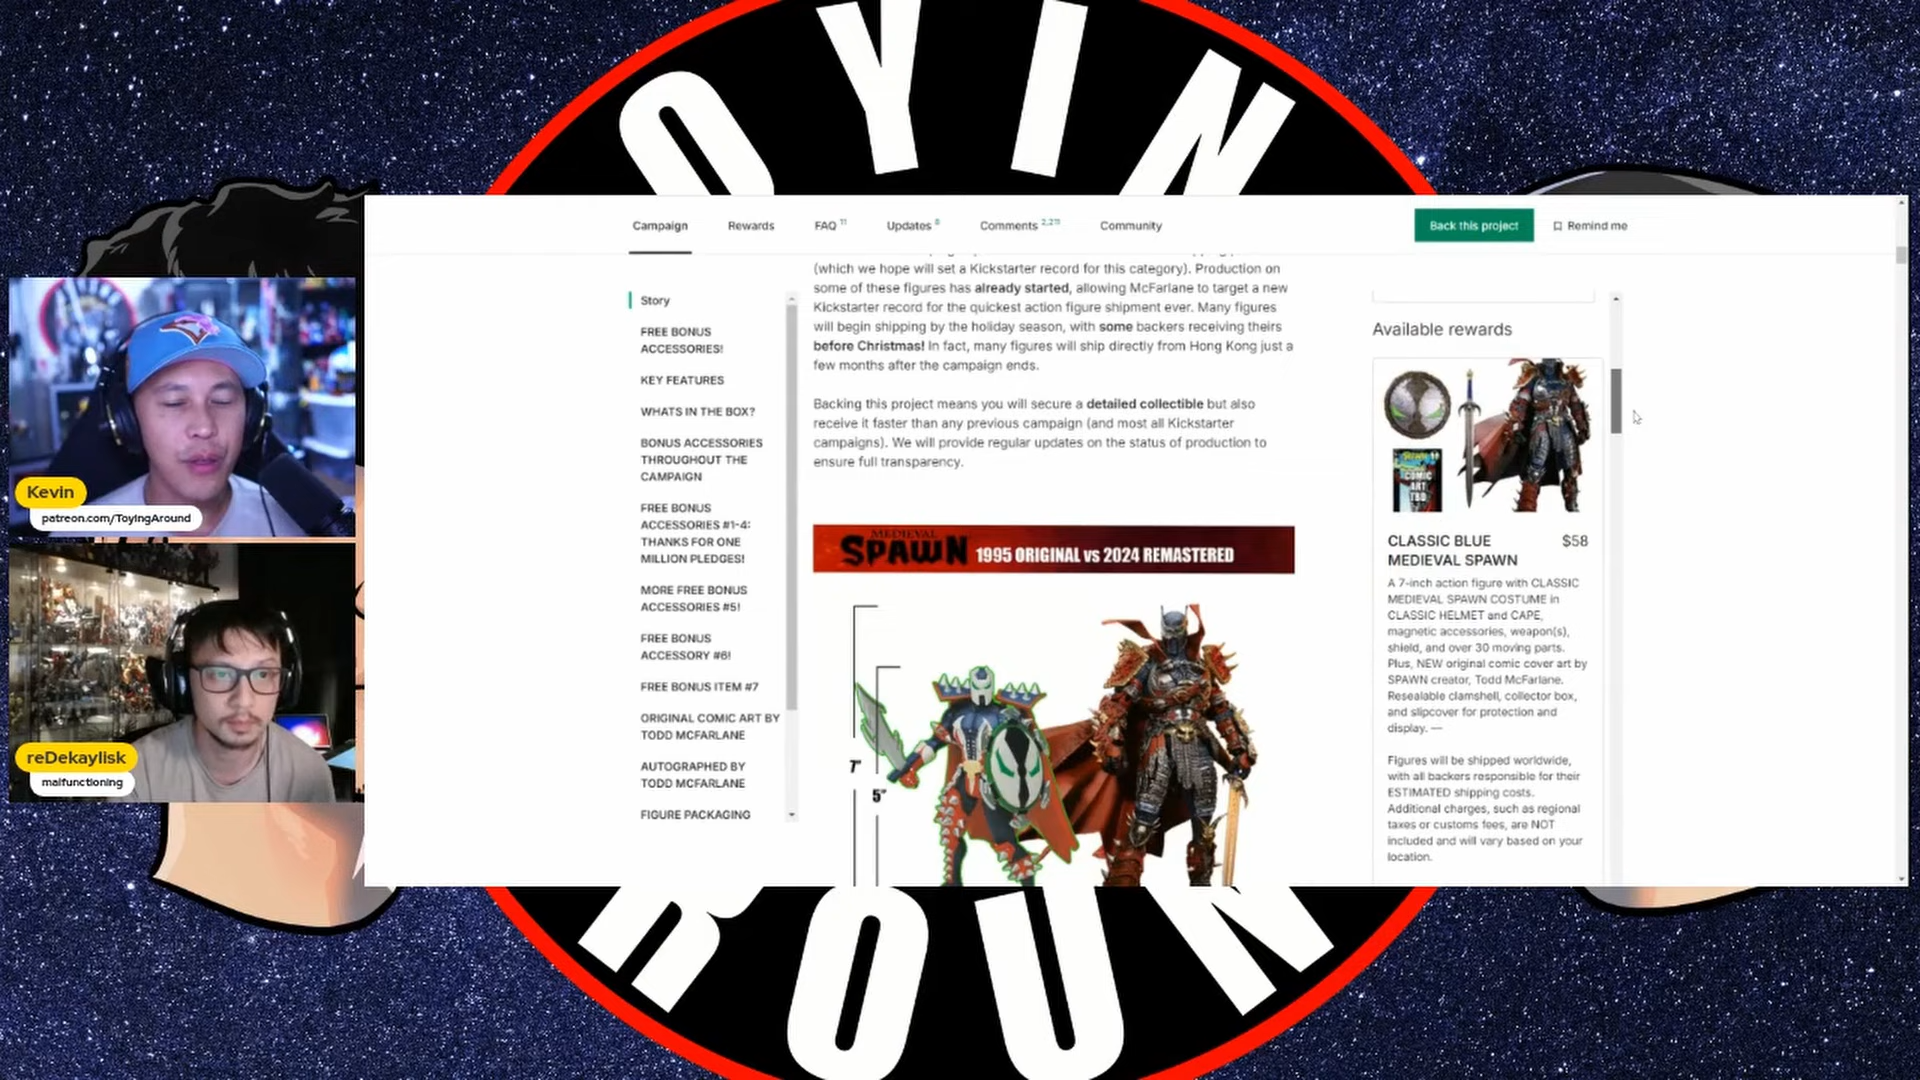 OYIN
Campaign
Rewards
FAQ 11
Updates 8
Comments 2,211
Community
Back this project
Remind me
Story
FREE BONUS
ACCESSORIES!
KEY FEATURES
WHATS IN THE BOX?
BONUS ACCESSORIES
THROUGHOUT THE
CAMPAIGN
FREE BONUS
ACCESSORIES #1-4:
THANKS FOR ONE
MILLION PLEDGES!
MORE FREE BONUS
ACCESSORIES #5!
FREE BONUS
ACCESSORY #6!
FREE BONUS ITEM #7
ORIGINAL COMIC ART BY
TODD MCFARLANE
AUTOGRAPHED BY
TODD MCFARLANE
FIGURE PACKAGING
(which we hope will set a Kickstarter record for this category). Production on
some of these figures has already started, allowing McFarlane to target a new
Kickstarter record for the quickest action figure shipment ever. Many figures
will begin shipping by the holiday season, with some backers receiving theirs
before Christmas! In fact, many figures will ship directly from Hong Kong just a
few months after the campaign ends.
Backing this project means you will secure a detailed collectible but also
receive it faster than any previous campaign (and most all Kickstarter
campaigns). We will provide regular updates on the status of production to
ensure full transparency.
MEDIEVAL
SPAWN 1995 ORIGINAL vs 2024 REMASTERED
7"
5"
Available rewards
SPAWN
COMIC
ART
TBD
CLASSIC BLUE
MEDIEVAL SPAWN
$58
A 7-inch action figure with CLASSIC
MEDIEVAL SPAWN COSTUME in
CLASSIC HELMET and CAPE,
magnetic accessories, weapon(s),
shield, and over 30 moving parts.
Plus, NEW original comic cover art by
SPAWN creator, Todd McFarlane.
Resealable clamshell, collector box,
and slipcover for protection and
display. —
Figures will be shipped worldwide,
with all backers responsible for their
ESTIMATED shipping costs.
Additional charges, such as regional
taxes or customs fees, are NOT
included and will vary based on your
location.
Kevin
patreon.com/ToyingAround
reDekaylisk
malfunctioning
ROUN